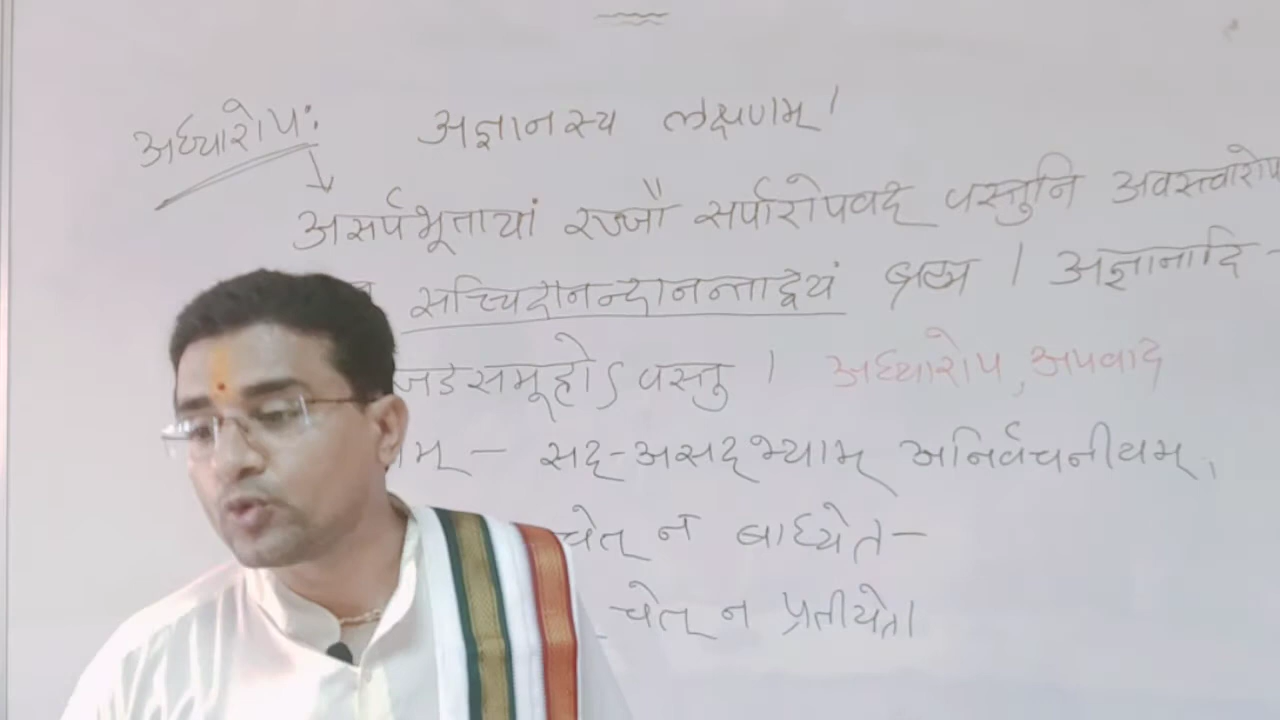 अध्यारोपः अज्ञानस्य लक्षणम्।
असर्पभूतायां रज्जौ सर्पारोपवद् वस्तुनि अवस्त्वारोप
सच्चिदानन्दानन्ताद्वयं ब्रह्म । अज्ञानादि-
जडसमूहोऽवस्तु । अध्यारोप, अपवाद
म् - सद्-असद्भ्याम् अनिर्वचनीयम्।
चेत् न बाध्येत-
चेत् न प्रतीयेत।